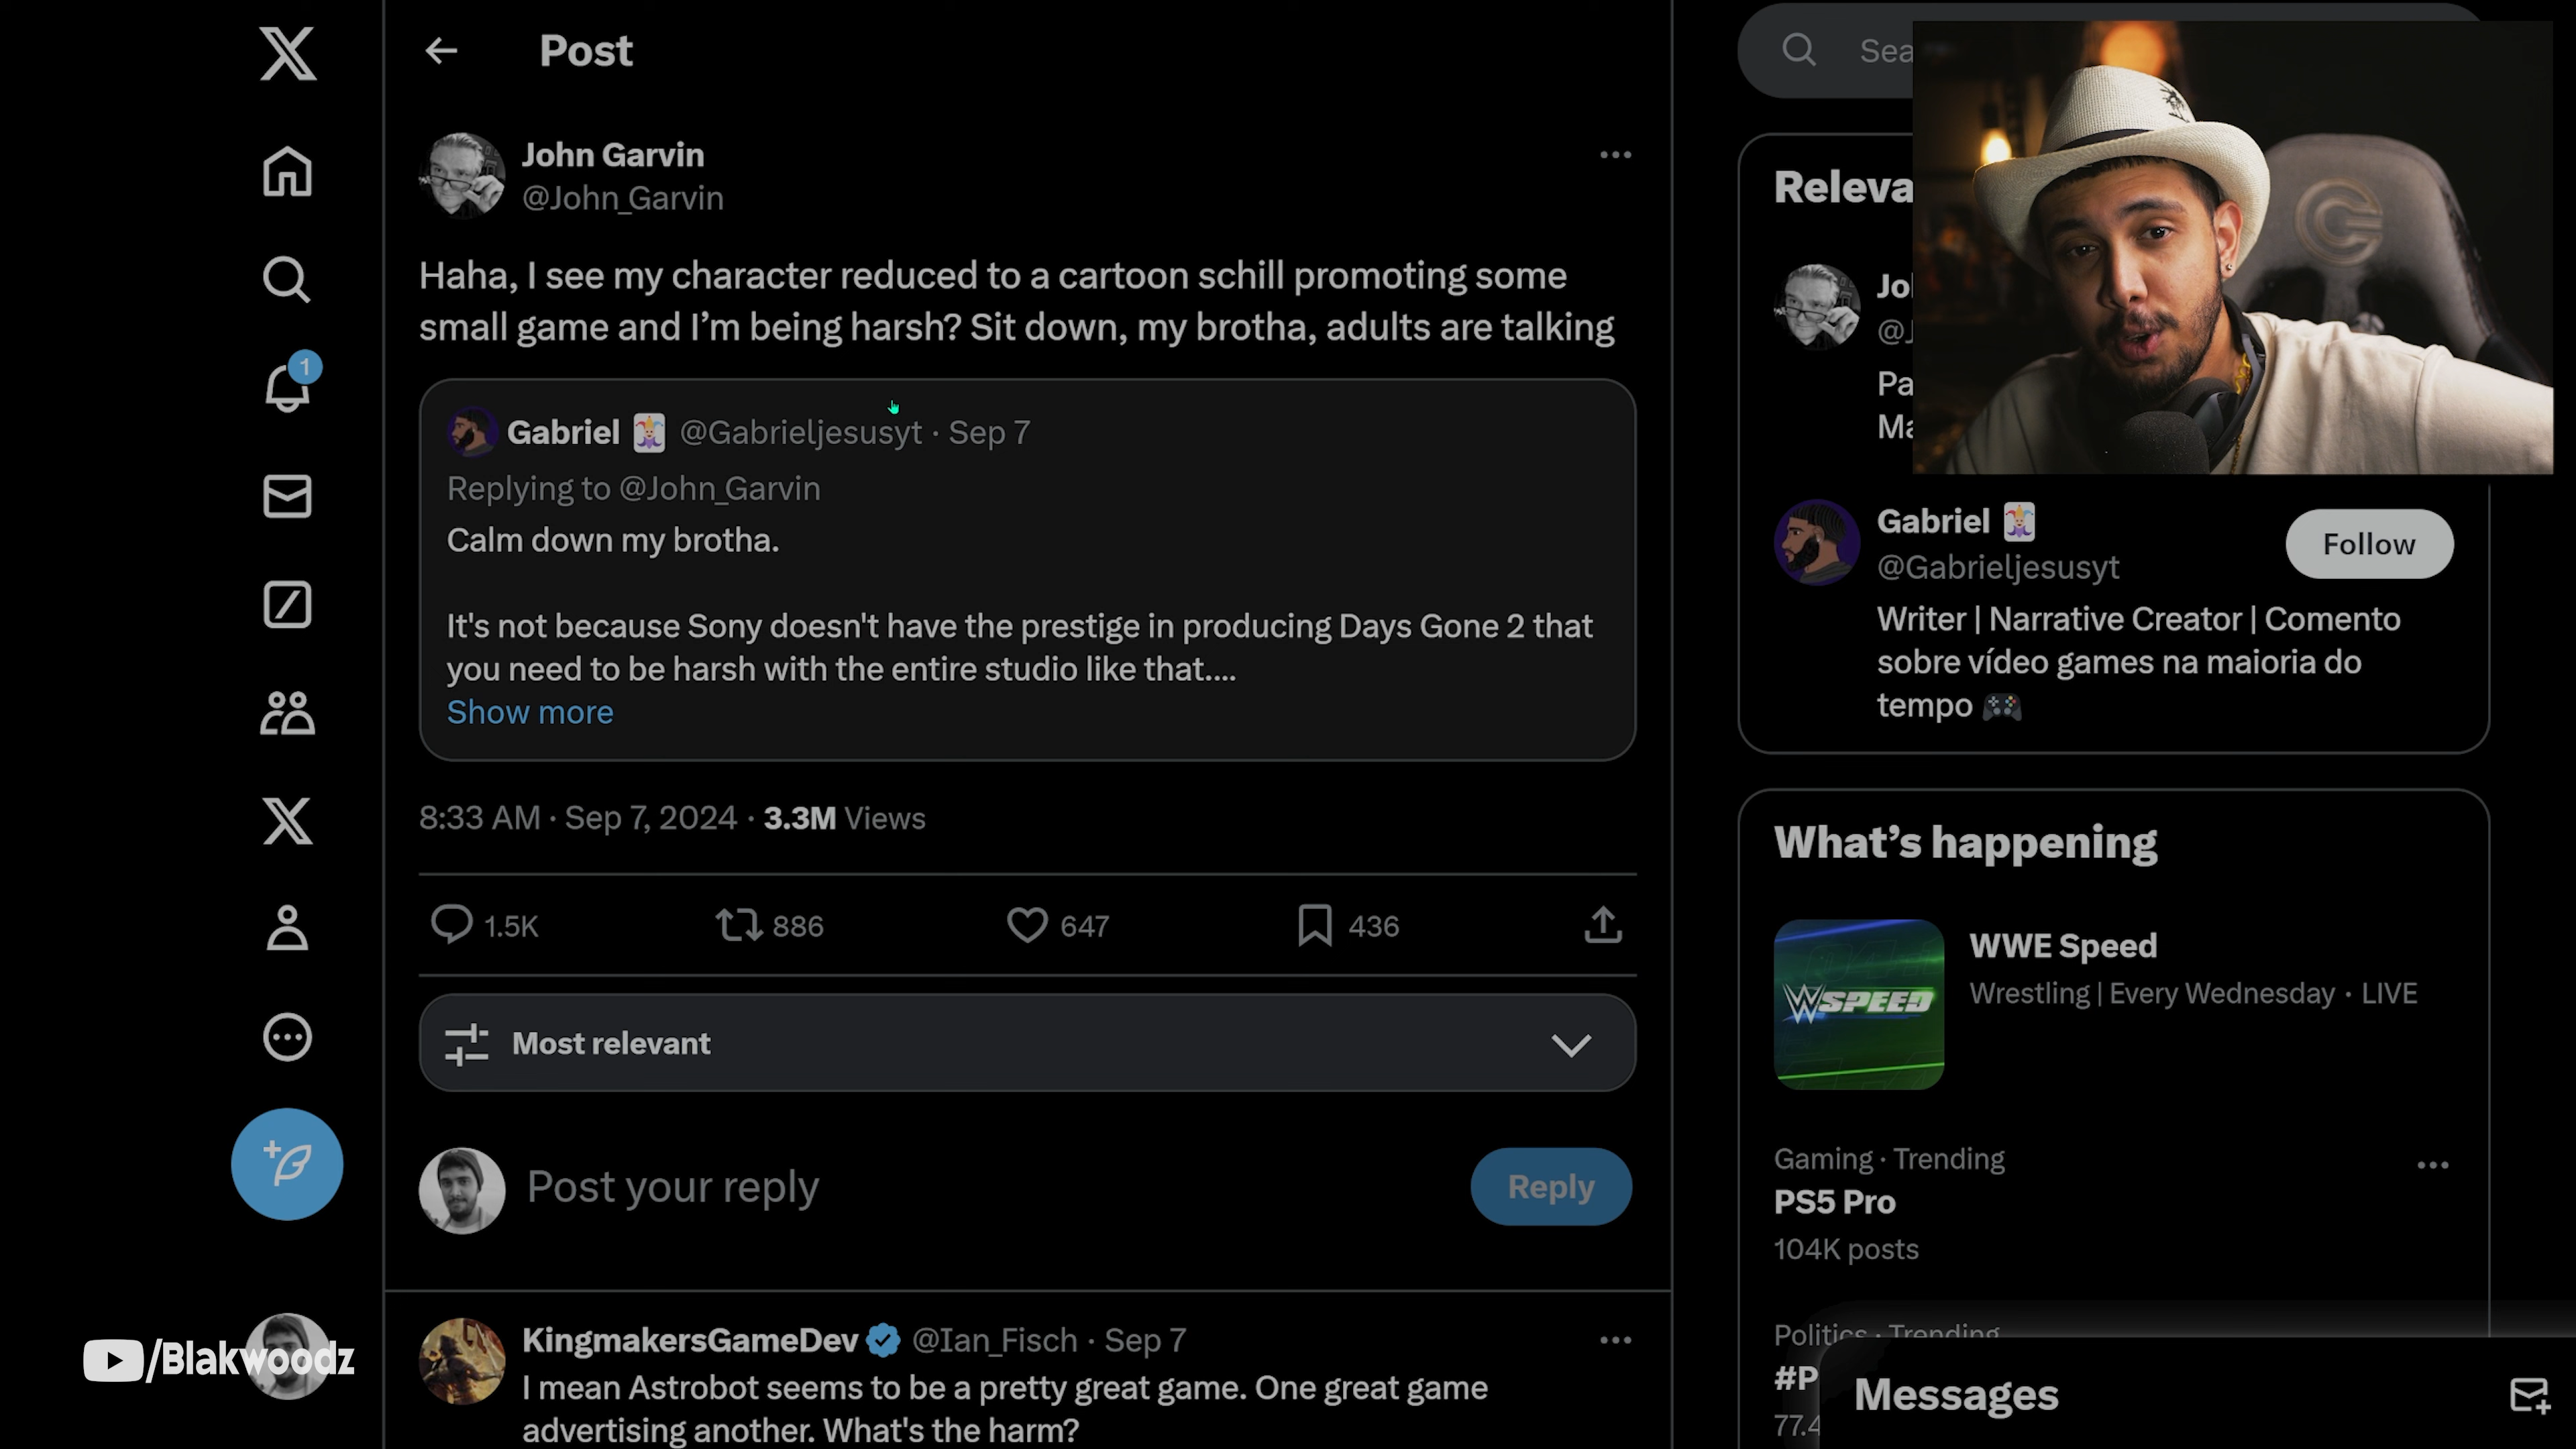 Post
John Garvin
@John_Garvin
Haha, I see my character reduced to a cartoon schill promoting some
small game and I'm being harsh? Sit down, my brotha, adults are talking
Gabriel @Gabrieljesusyt · Sep 7
Replying to @John_Garvin
Calm down my brotha.
It's not because Sony doesn't have the prestige in producing Days Gone 2 that
you need to be harsh with the entire studio like that....
Show more
8:33 AM · Sep 7, 2024 · 3.3M Views
1.5K
886
647
436
Most relevant
Post your reply
Reply
KingmakersGameDev @Ian_Fisch · Sep 7
I mean Astrobot seems to be a pretty great game. One great game
advertising another. What's the harm?
1
/Blakwoodz
Gabriel
@Gabrieljesusyt
Follow
Writer | Narrative Creator | Comento
sobre vídeo games na maioria do
tempo
What's happening
WWE Speed
Wrestling | Every Wednesday · LIVE
SPEED
Gaming · Trending
PS5 Pro
104K posts
Politics · Trending
Messages